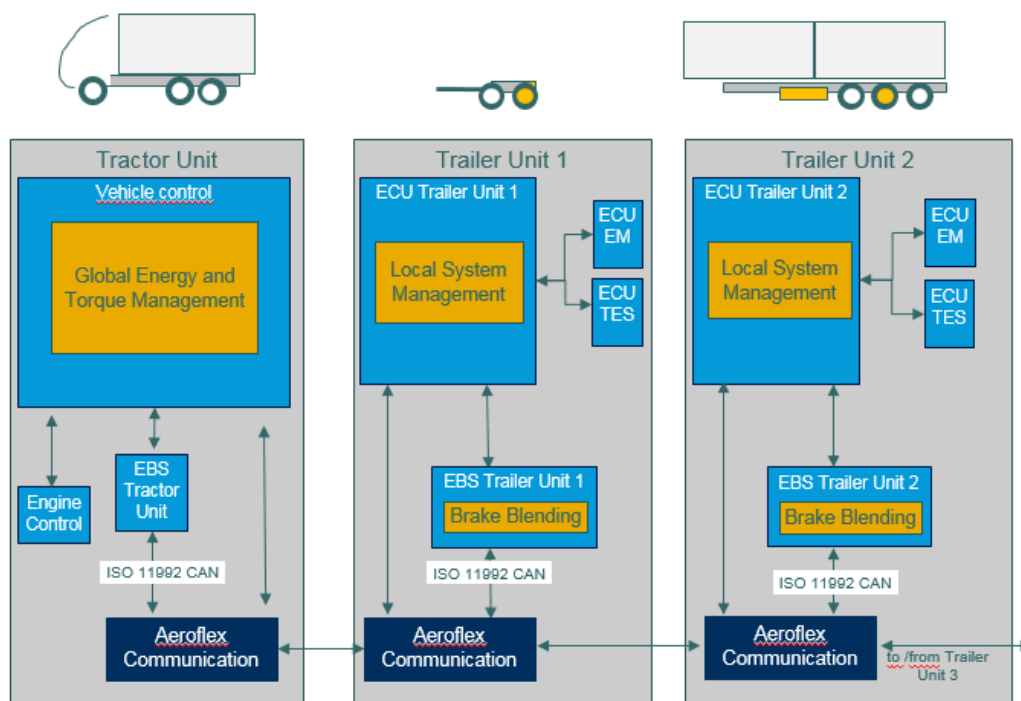 Tractor Unit
Vehicle control
Global Energy and
Torque Management
Engine
Control
EBS
Tractor
Unit
ISO 11992 CAN
Aeroflex
Communication
Trailer Unit 1
ECU Trailer Unit 1
Local System
Management
ECU
EM
ECU
TES
EBS Trailer Unit 1
Brake Blending
ISO 11992 CAN
Aeroflex
Communication
Trailer Unit 2
ECU Trailer Unit 2
Local System
Management
ECU
EM
ECU
TES
EBS Trailer Unit 2
Brake Blending
ISO 11992 CAN
Aeroflex
Communication
to /from Trailer
Unit 3